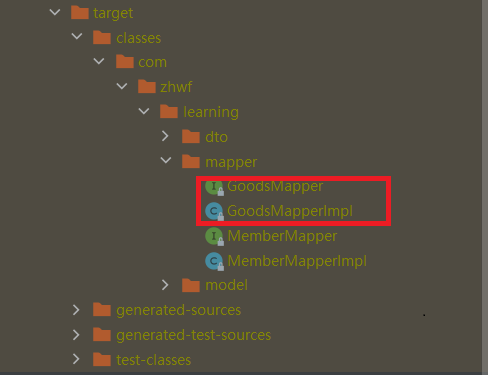 target
classes
com
zhwf
learning
dto
mapper
I GoodsMapper
C GoodsMapperImpl
I MemberMapper
C MemberMapperImpl
model
generated-sources
generated-test-sources
test-classes